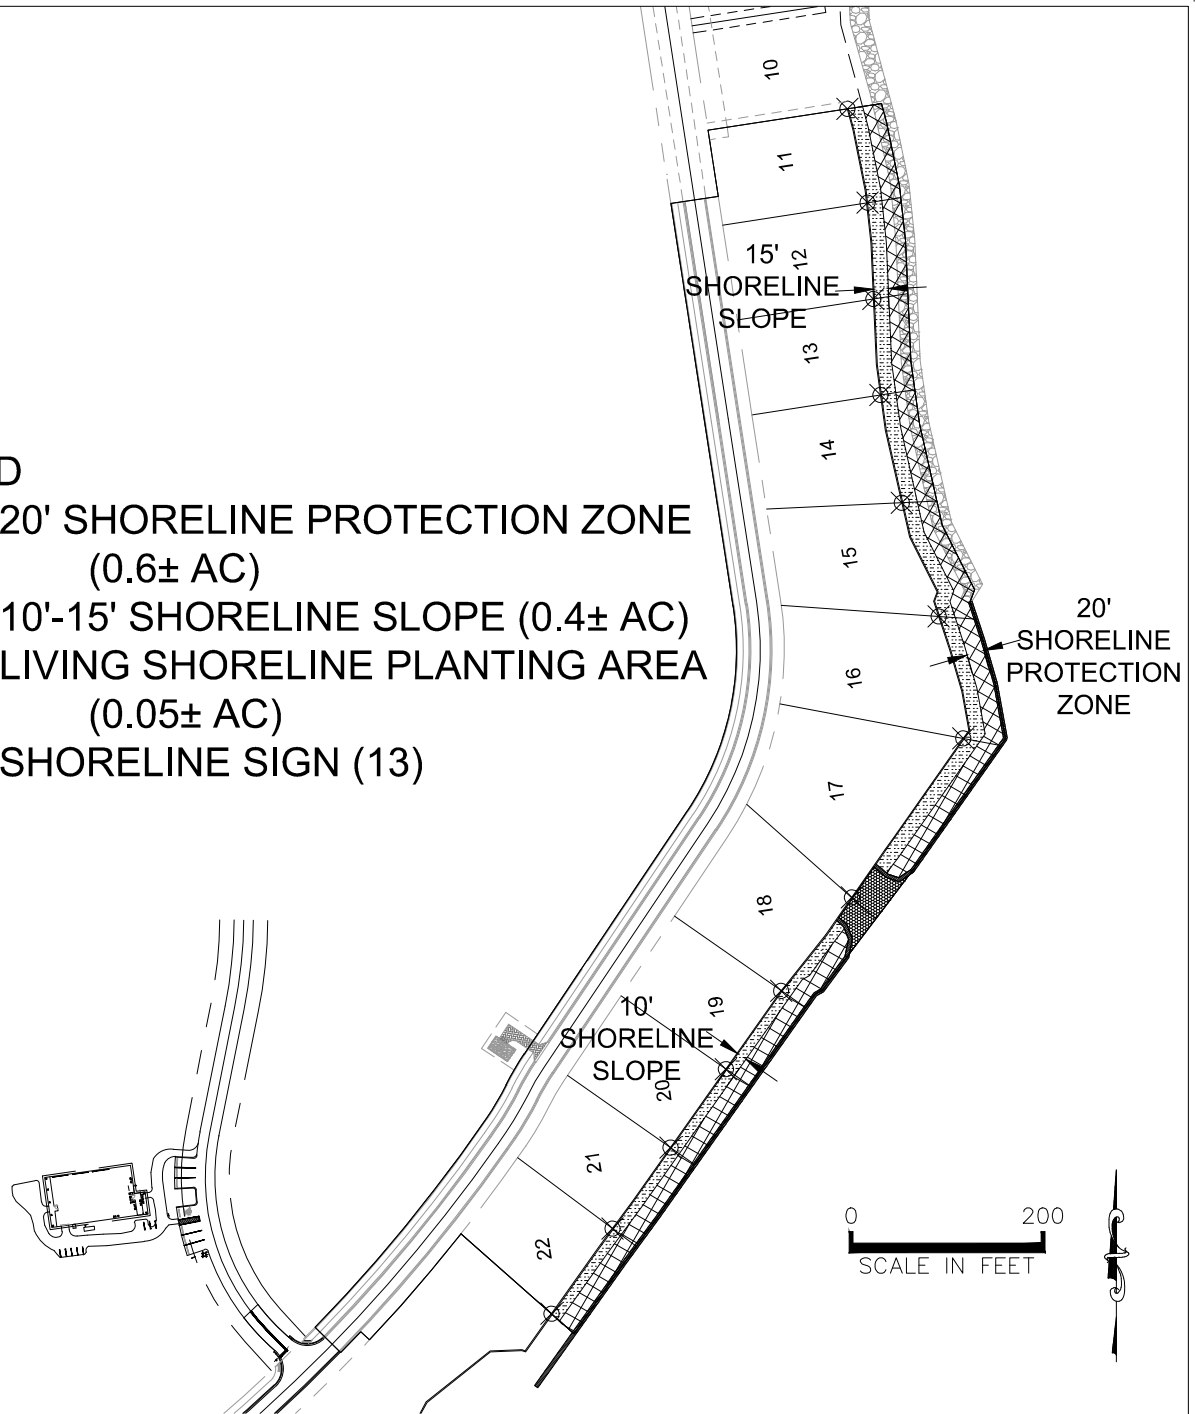 10
11
12
15'
SHORELINE
SLOPE
13
14
D
20' SHORELINE PROTECTION ZONE
(0.6± AC)
15
10'-15' SHORELINE SLOPE (0.4± AC)
20'
SHORELINE
PROTECTION
ZONE
LIVING SHORELINE PLANTING AREA
(0.05± AC)
16
SHORELINE SIGN (13)
17
18
19
10'
SHORELINE
SLOPE
20
21
22
0 200
SCALE IN FEET